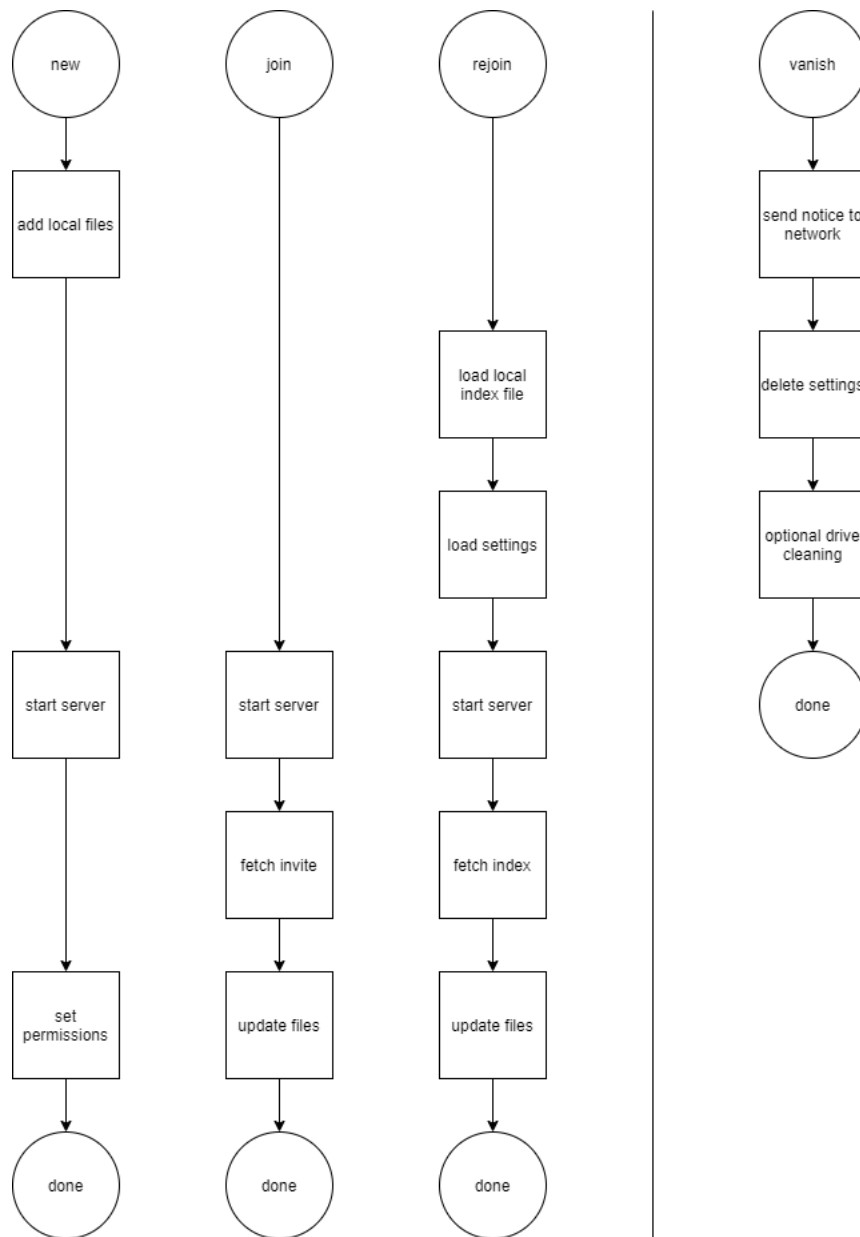 new
join
rejoin
vanish
add local files
send notice to
network
load local
index file
delete settings
load settings
optional drive
cleaning
start server
start server
start server
done
fetch invite
fetch index
set
permissions
update files
update files
done
done
done